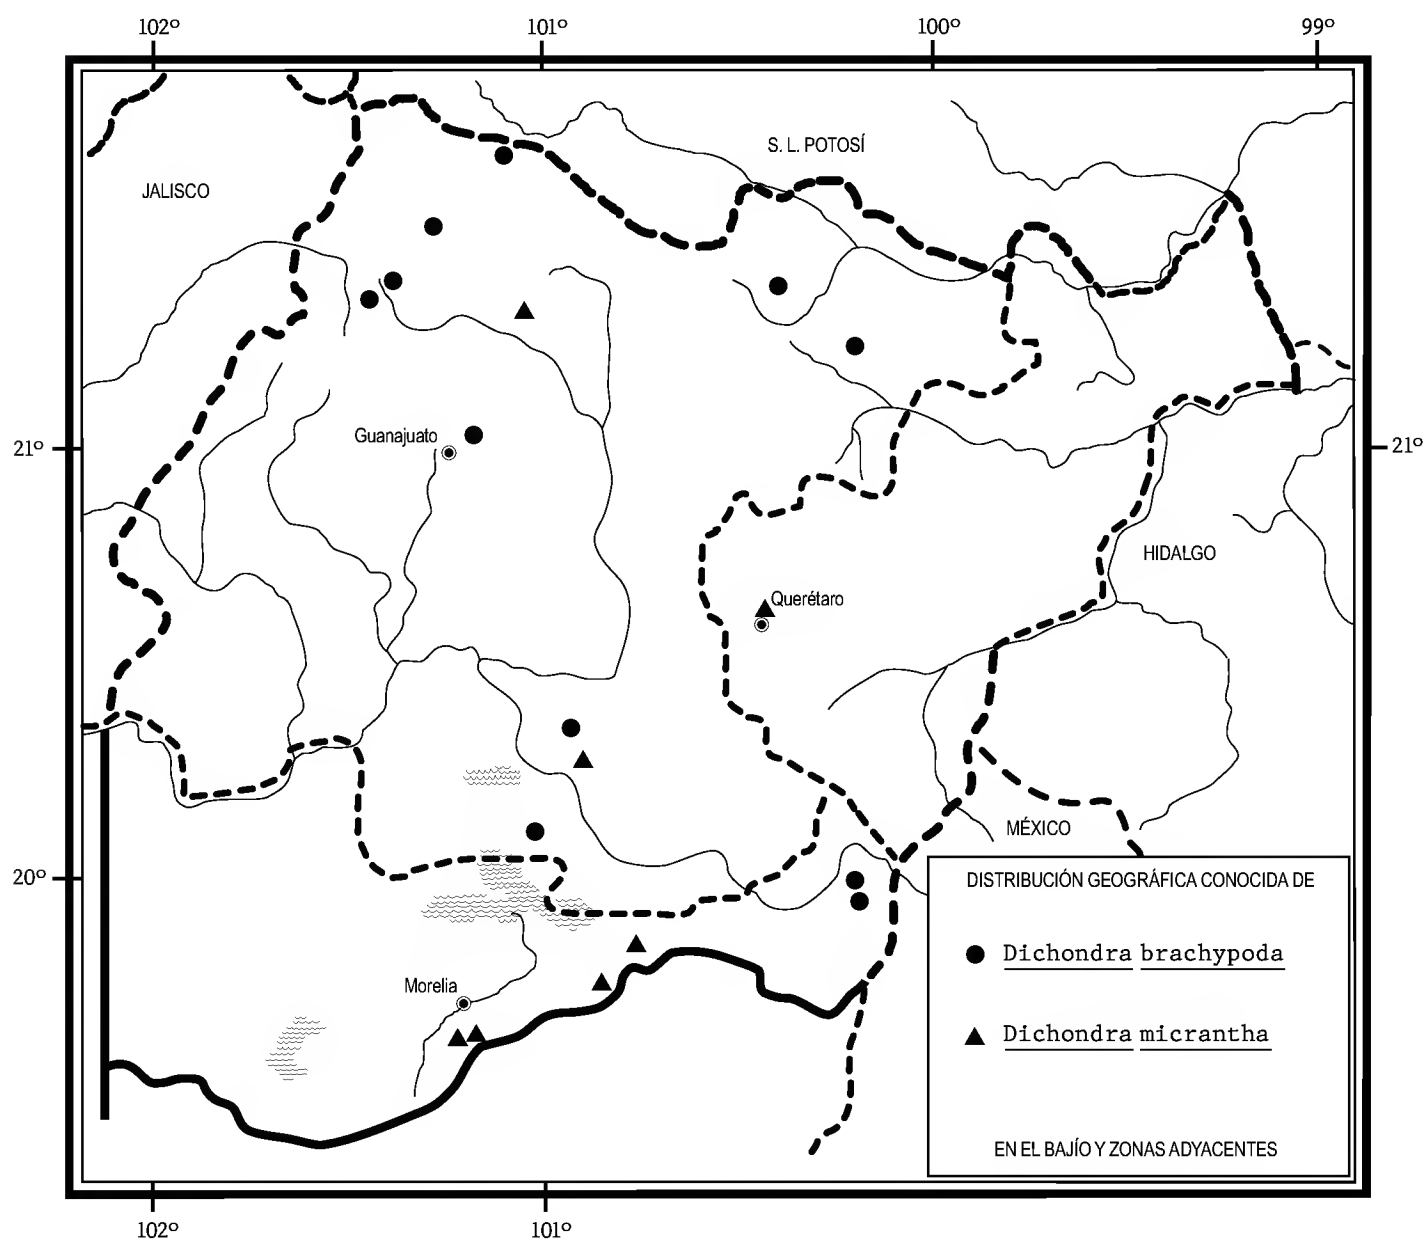 102º 101º 100º 99º
S. L. POTOSÍ
JALISCO
Guanajuato
21º 21º
HIDALGO
Querétaro
MÉXICO
20º
DISTRIBUCIÓN GEOGRÁFICA CONOCIDA DE
Dichondra brachypoda
Morelia
Dichondra micrantha
EN EL BAJÍO Y ZONAS ADYACENTES
102º 101º